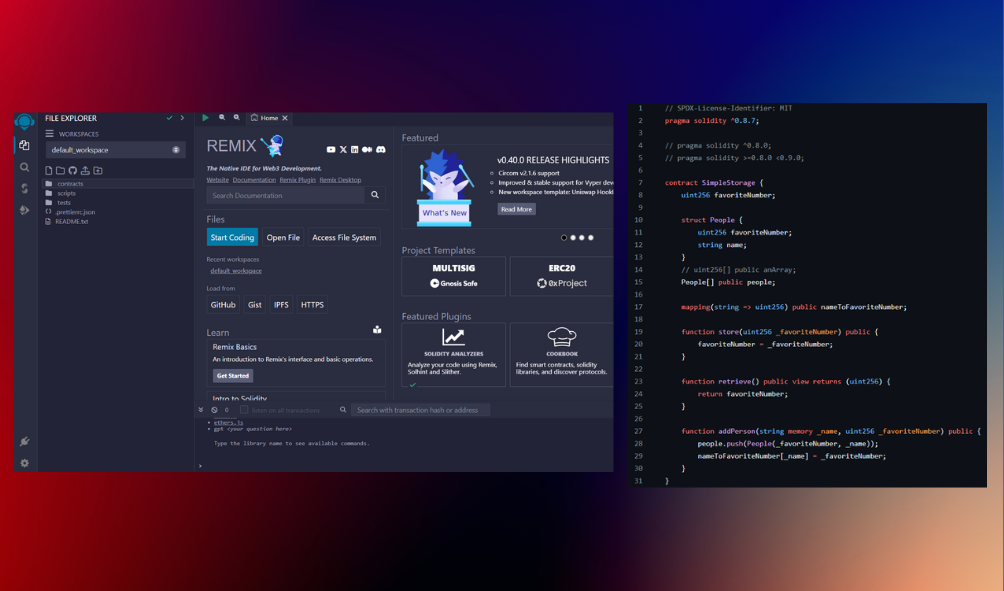 FILE EXPLORER
WORKSPACES
default_workspace
contracts
scripts
tests
.prettierrc.json
README.txt
Home
REMIX
The Native IDE for Web3 Development.
Website Documentation Remix Plugin Remix Desktop
Search Documentation
Files
Start Coding Open File Access File System
Recent workspaces
default_workspace
Load from
GitHub Gist IPFS HTTPS
Learn
Remix Basics
An introduction to Remix's interface and basic operations.
Get Started
Intro to Solidity
Featured
What's New
v0.40.0 RELEASE HIGHLIGHTS
Circom v2.1.6 support
Improved & stable support for Vyper dev
New workspace template: Uniwap Hook
Read More
Project Templates
MULTISIG
Gnosis Safe
ERC20
0xProject
Featured Plugins
SOLIDITY ANALYZERS
Analyze your code using Remix,
Solhint and Slither.
COOKBOOK
Find smart contracts, solidity
libraries, and discover protocols.
0 listen on all transactions Search with transaction hash or address
ethers.js
gpt <your question here>
Type the library name to see available commands.
>
1 // SPDX-License-Identifier: MIT
2 pragma solidity ^0.8.7;
3
4 // pragma solidity ^0.8.0;
5 // pragma solidity >=0.8.0 <0.9.0;
6
7 contract SimpleStorage {
8 uint256 favoriteNumber;
9
10 struct People {
11 uint256 favoriteNumber;
12 string name;
13 }
14 // uint256[] public anArray;
15 People[] public people;
16
17 mapping(string => uint256) public nameToFavoriteNumber;
18
19 function store(uint256 _favoriteNumber) public {
20 favoriteNumber = _favoriteNumber;
21 }
22
23 function retrieve() public view returns (uint256) {
24 return favoriteNumber;
25 }
26
27 function addPerson(string memory _name, uint256 _favoriteNumber) public {
28 people.push(People(_favoriteNumber, _name));
29 nameToFavoriteNumber[_name] = _favoriteNumber;
30 }
31 }